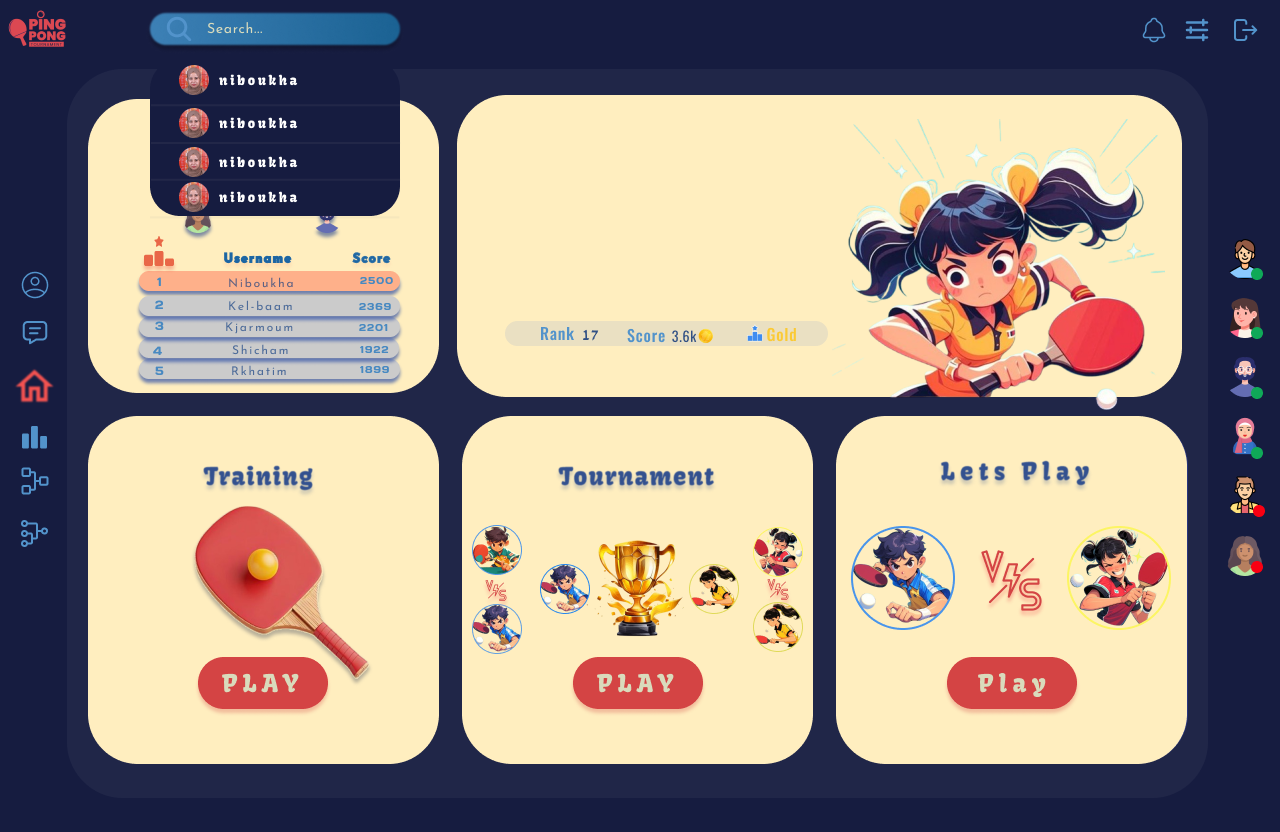 PING
PONG
TOURNAMENT
Search...
niboukha
niboukha
niboukha
niboukha
Username Score
1 Niboukha 2500
2 Kel-baam 2369
3 Kjarmoum 2201
4 Shicham 1922
5 Rkhatim 1899
Rank 17 Score 3.6k Gold
Training
PLAY
Tournament
VS
VS
PLAY
Lets Play
VS
Play